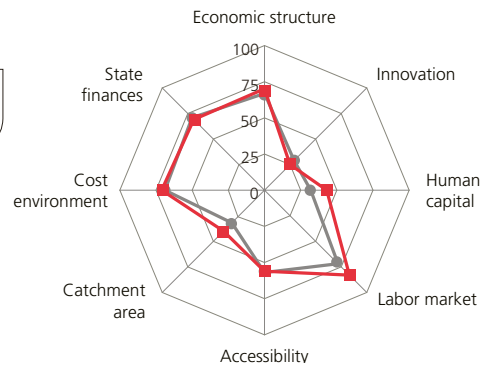 Economic structure
100
State
finances
75
Innovation
50
25
Cost
environment
0
Human
capital
Catchment
area
Labor market
Accessibility